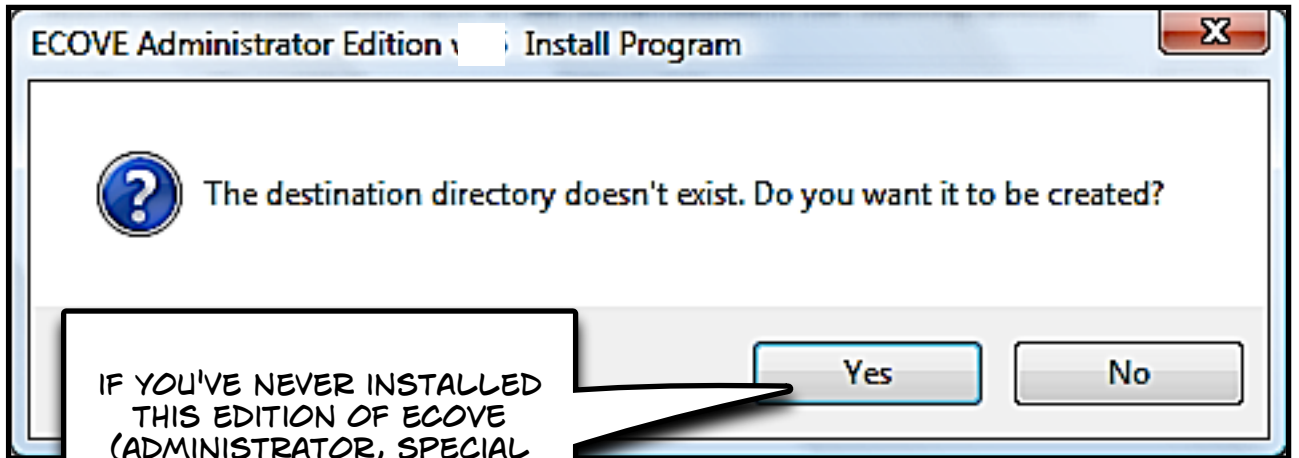 ECOVE Administrator Edition Install Program
The destination directory doesn't exist. Do you want it to be created?
Yes No
IF YOU'VE NEVER INSTALLED
THIS EDITION OF ECOVE
(ADMINISTRATOR, SPECIAL